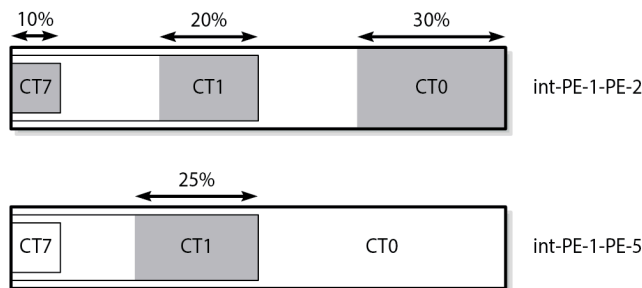 10% 20% 30%
CT7 CT1 CT0 int-PE-1-PE-2
25%
CT7 CT1 CT0 int-PE-1-PE-5